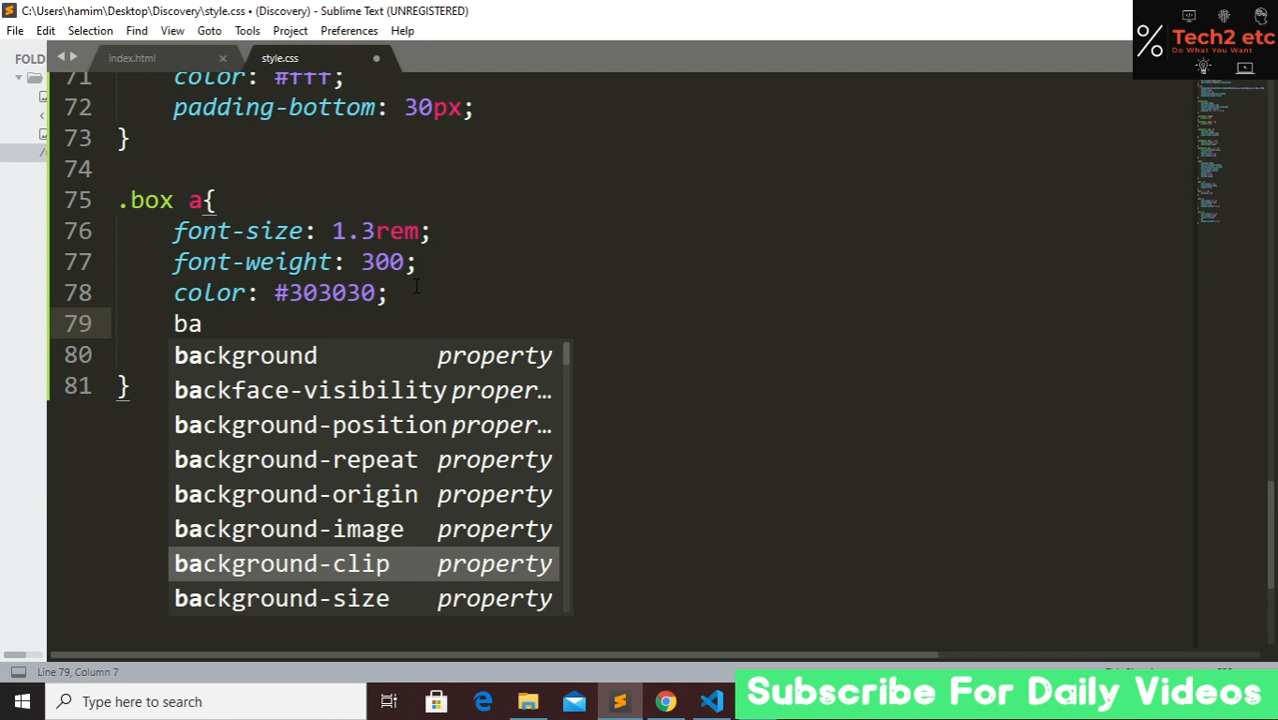 C:\Users\hamim\Desktop\Discovery\style.css • (Discovery) - Sublime Text (UNREGISTERED)
File Edit Selection Find View Goto Tools Project Preferences Help
Tech2 etc
Do What You Want
FOLD
index.html
style.css
71 color: #fff;
72 padding-bottom: 30px;
73 }
74
75 .box a{
76 font-size: 1.3rem;
77 font-weight: 300;
78 color: #303030;
79 ba
80
81 }
background property
backface-visibility proper…
background-position proper…
background-repeat property
background-origin property
background-image property
background-clip property
background-size property
Line 79, Column 7
Type here to search
Subscribe For Daily Videos